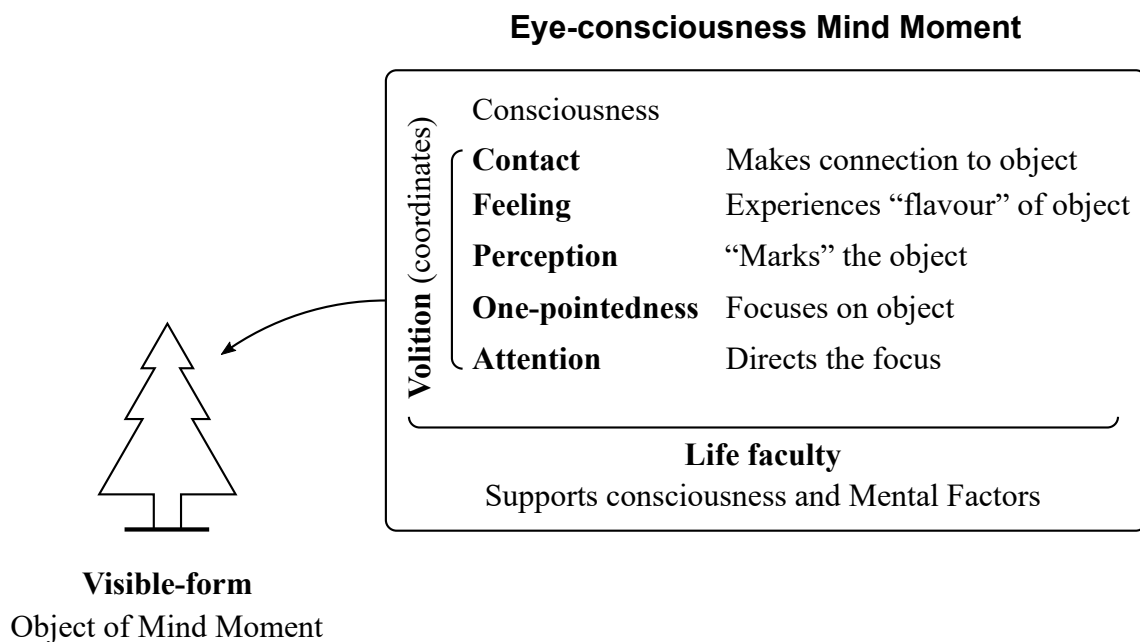 Eye-consciousness Mind Moment
Volition (coordinates)
Consciousness
Contact Makes connection to object
Feeling Experiences “flavour” of object
Perception “Marks” the object
One-pointedness Focuses on object
Attention Directs the focus
Life faculty
Supports consciousness and Mental Factors
Visible-form
Object of Mind Moment